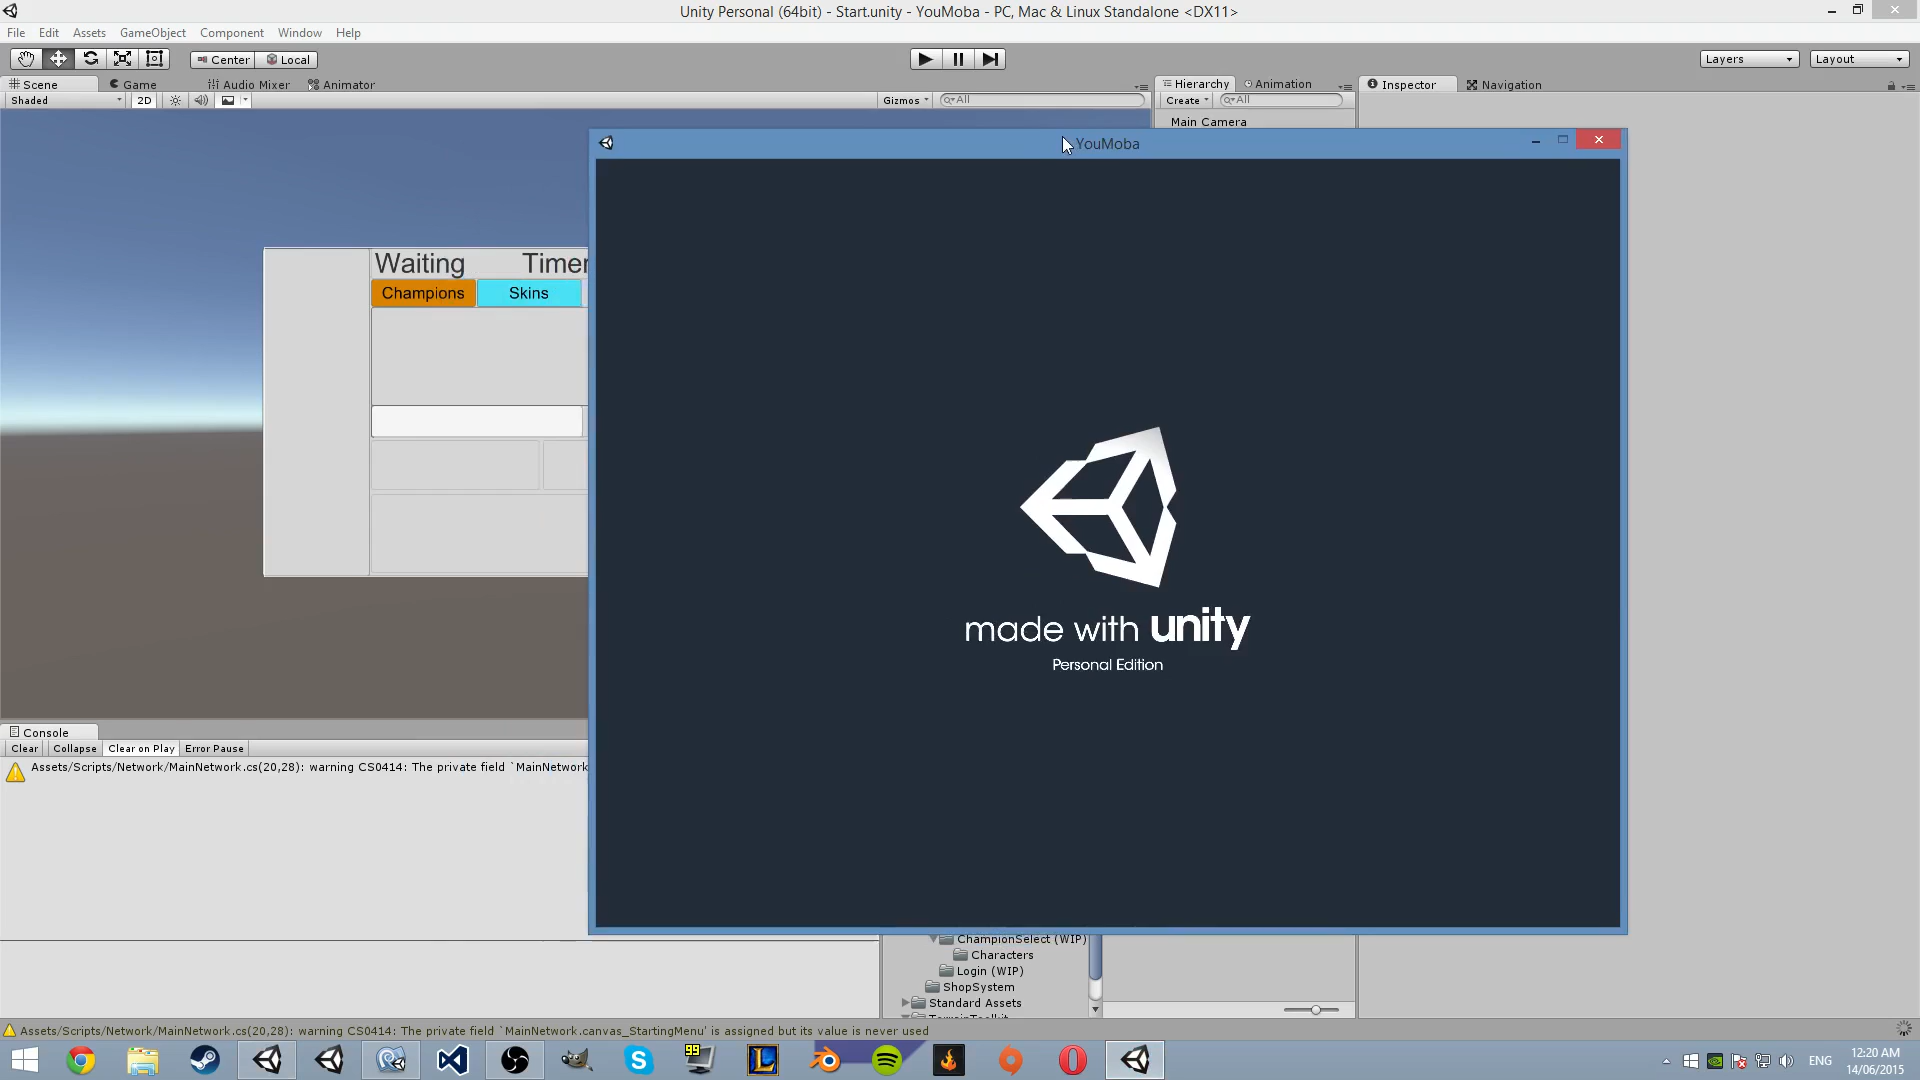 Unity Personal (64bit) - Start.unity - YouMoba - PC, Mac & Linux Standalone <DX11>
File Edit Assets GameObject Component Window Help
Center Local Layers Layout
Scene Game Audio Mixer Animator Hierarchy Animation Inspector Navigation
Shaded 2D Gizmos All Create All
Main Camera
YouMoba
Waiting Timer
Champions Skins
made with unity
Personal Edition
Console
Clear Collapse Clear on Play Error Pause
Assets/Scripts/Network/MainNetwork.cs(20,28): warning CS0414: The private field `MainNetwork
ChampionSelect (WIP)
Characters
Login (WIP)
ShopSystem
Standard Assets
Assets/Scripts/Network/MainNetwork.cs(20,28): warning CS0414: The private field `MainNetwork.canvas_StartingMenu' is assigned but its value is never used
99
ENG
12:20 AM
14/06/2015